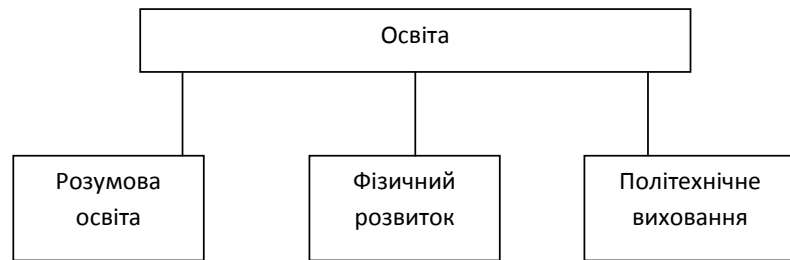 Освіта
Розумова
освіта
Фізичний
розвиток
Політехнічне
виховання